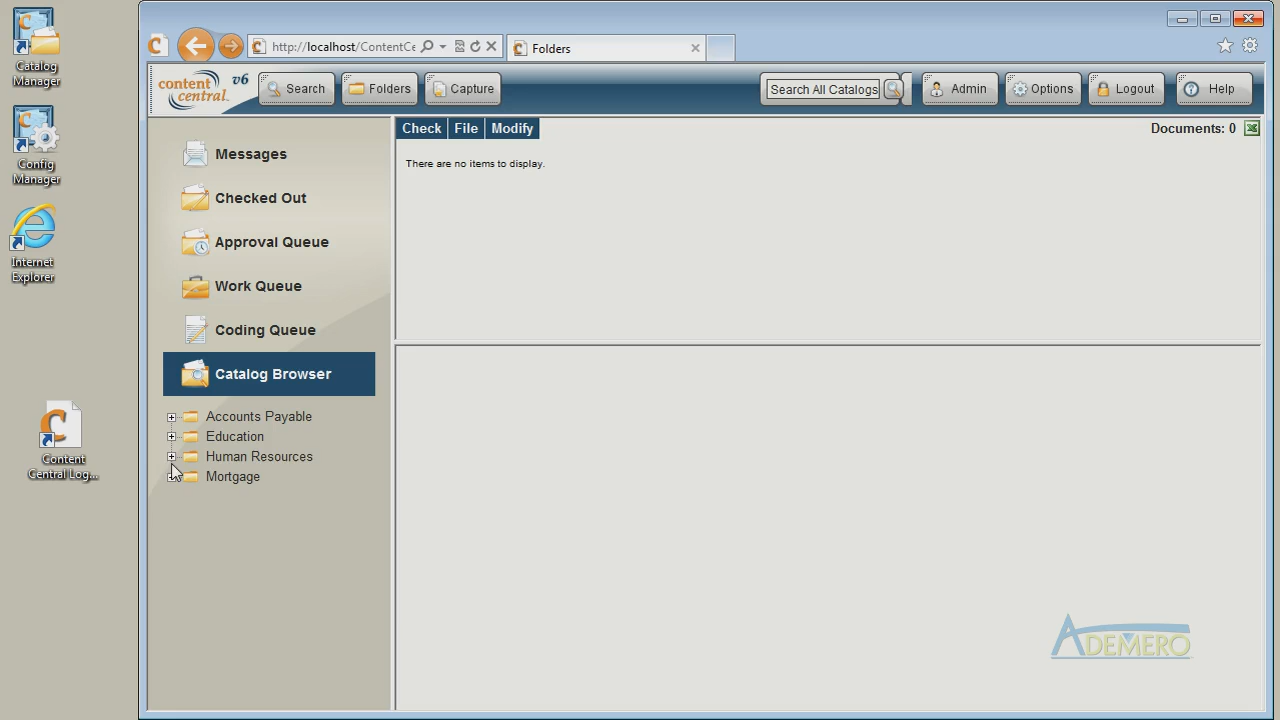 Catalog
Manager
Config
Manager
Internet
Explorer
Content
Central Log...
http://localhost/ContentCe
Folders
content central. v6
Search
Folders
Capture
Search All Catalogs
Admin
Options
Logout
Help
Messages
Checked Out
Approval Queue
Work Queue
Coding Queue
Catalog Browser
Accounts Payable
Education
Human Resources
Mortgage
Check File Modify
Documents: 0
There are no items to display.
ADEMERO